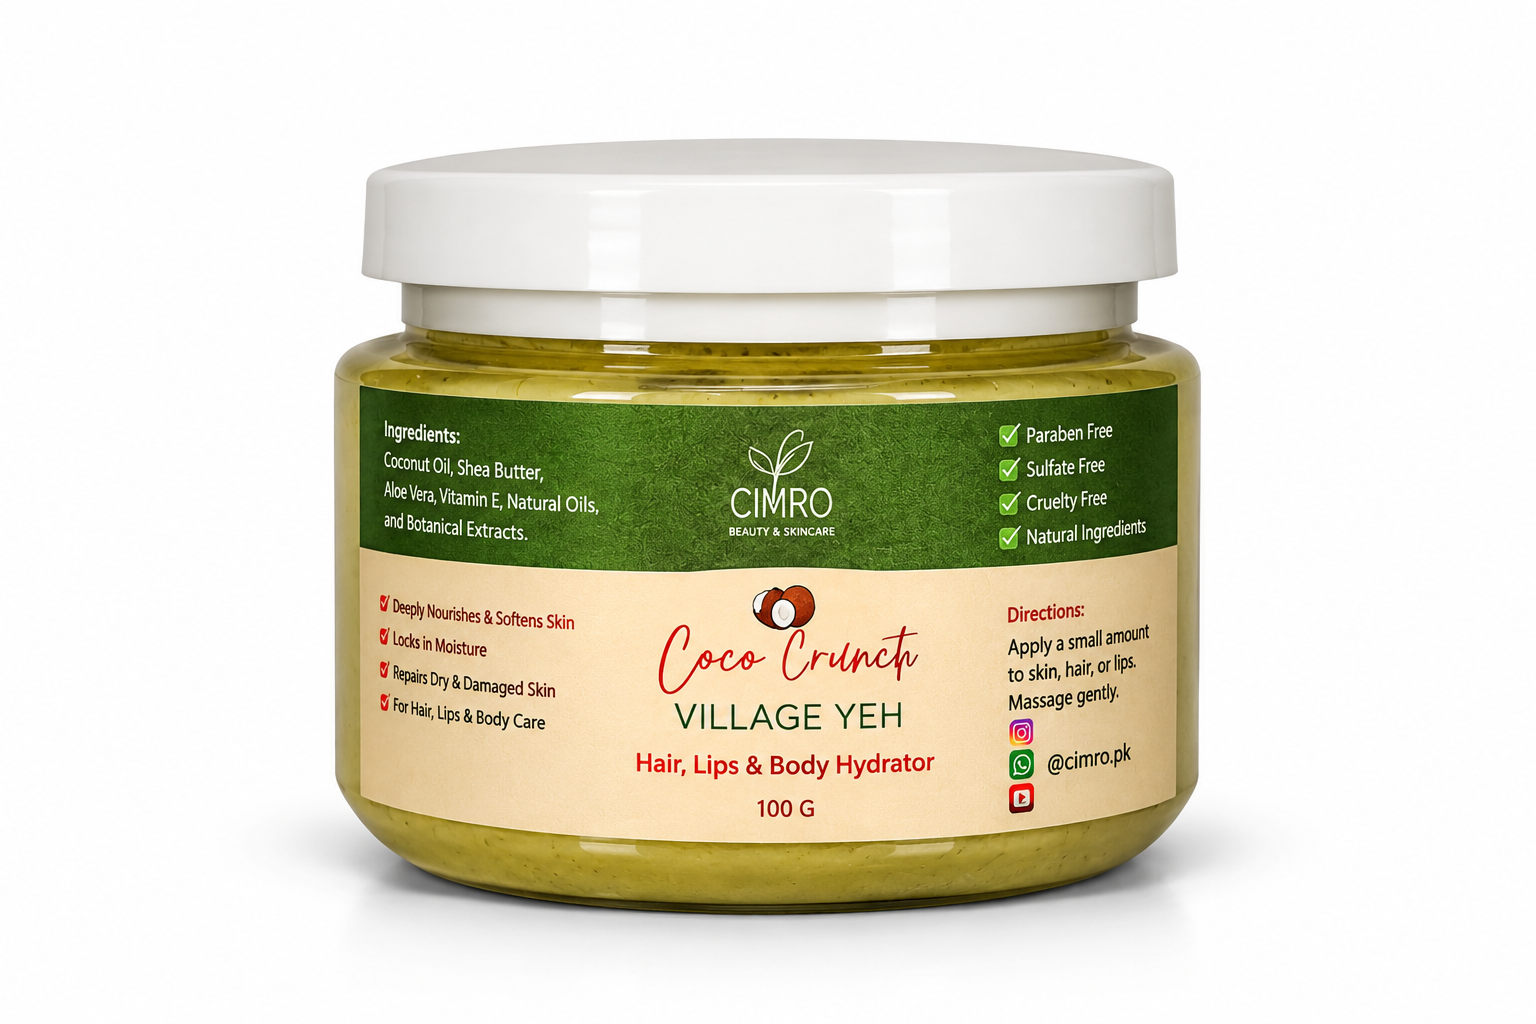 Ingredients:
Coconut Oil, Shea Butter,
Aloe Vera, Vitamin E, Natural Oils,
and Botanical Extracts.
CIMRO
BEAUTY & SKINCARE
Paraben Free
Sulfate Free
Cruelty Free
Natural Ingredients
Deeply Nourishes & Softens Skin
Locks in Moisture
Repairs Dry & Damaged Skin
For Hair, Lips & Body Care
Coco Crunch
VILLAGE YEH
Hair, Lips & Body Hydrator
100 G
Directions:
Apply a small amount
to skin, hair, or lips.
Massage gently.
@cimro.pk